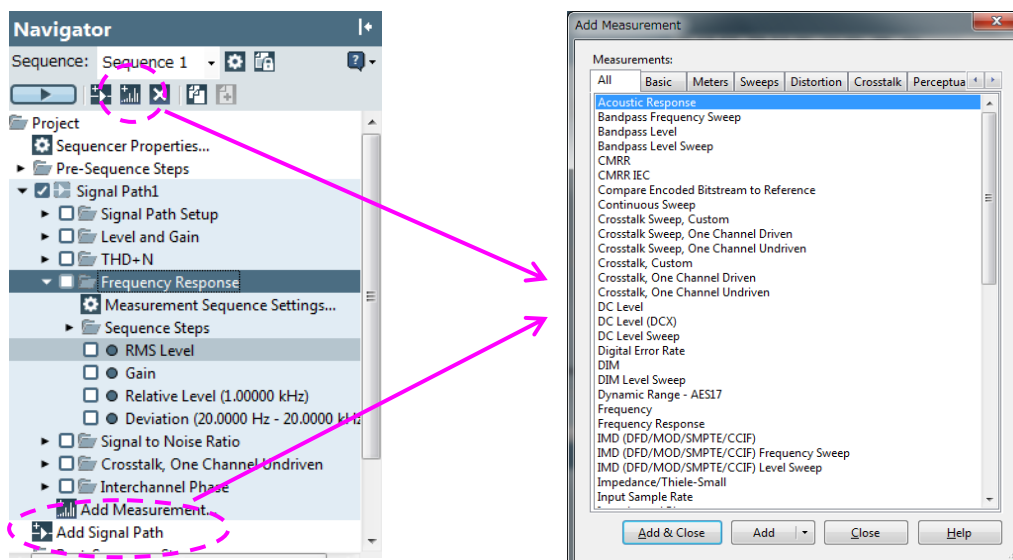 Navigator
Sequence: Sequence 1
Project
Sequencer Properties...
Pre-Sequence Steps
Signal Path1
Signal Path Setup
Level and Gain
THD+N
Frequency Response
Measurement Sequence Settings...
Sequence Steps
RMS Level
Gain
Relative Level (1.00000 kHz)
Deviation (20.0000 Hz - 20.0000 kHz
Signal to Noise Ratio
Crosstalk, One Channel Undriven
Interchannel Phase
Add Measurement...
Add Signal Path
Add Measurement
Measurements:
All Basic Meters Sweeps Distortion Crosstalk Perceptua
Acoustic Response
Bandpass Frequency Sweep
Bandpass Level
Bandpass Level Sweep
CMRR
CMRR IEC
Compare Encoded Bitstream to Reference
Continuous Sweep
Crosstalk Sweep, Custom
Crosstalk Sweep, One Channel Driven
Crosstalk Sweep, One Channel Undriven
Crosstalk, Custom
Crosstalk, One Channel Driven
Crosstalk, One Channel Undriven
DC Level
DC Level (DCX)
DC Level Sweep
Digital Error Rate
DIM
DIM Level Sweep
Dynamic Range - AES17
Frequency
Frequency Response
IMD (DFD/MOD/SMPTE/CCIF)
IMD (DFD/MOD/SMPTE/CCIF) Frequency Sweep
IMD (DFD/MOD/SMPTE/CCIF) Level Sweep
Impedance/Thiele-Small
Input Sample Rate
Add & Close Add Close Help